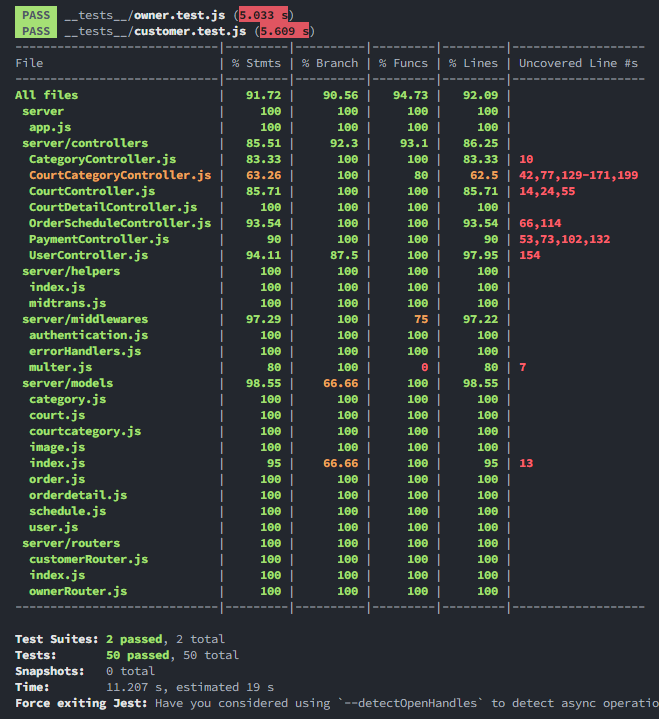 PASS __tests__/owner.test.js (5.033 s)
PASS __tests__/customer.test.js (5.609 s)
-----------------------------|---------|----------|---------|---------|-------------------
File | % Stmts | % Branch | % Funcs | % Lines | Uncovered Line #s
-----------------------------|---------|----------|---------|---------|-------------------
All files | 91.72 | 90.56 | 94.73 | 92.09 |
server | 100 | 100 | 100 | 100 |
app.js | 100 | 100 | 100 | 100 |
server/controllers | 85.51 | 92.3 | 93.1 | 86.25 |
CategoryController.js | 83.33 | 100 | 100 | 83.33 | 10
CourtCategoryController.js | 63.26 | 100 | 80 | 62.5 | 42,77,129-171,199
CourtController.js | 85.71 | 100 | 100 | 85.71 | 14,24,55
CourtDetailController.js | 100 | 100 | 100 | 100 |
OrderScheduleController.js | 93.54 | 100 | 100 | 93.54 | 66,114
PaymentController.js | 90 | 100 | 100 | 90 | 53,73,102,132
UserController.js | 94.11 | 87.5 | 100 | 97.95 | 154
server/helpers | 100 | 100 | 100 | 100 |
index.js | 100 | 100 | 100 | 100 |
midtrans.js | 100 | 100 | 100 | 100 |
server/middlewares | 97.29 | 100 | 75 | 97.22 |
authentication.js | 100 | 100 | 100 | 100 |
errorHandlers.js | 100 | 100 | 100 | 100 |
multer.js | 80 | 100 | 0 | 80 | 7
server/models | 98.55 | 66.66 | 100 | 98.55 |
category.js | 100 | 100 | 100 | 100 |
court.js | 100 | 100 | 100 | 100 |
courtcategory.js | 100 | 100 | 100 | 100 |
image.js | 100 | 100 | 100 | 100 |
index.js | 95 | 66.66 | 100 | 95 | 13
order.js | 100 | 100 | 100 | 100 |
orderdetail.js | 100 | 100 | 100 | 100 |
schedule.js | 100 | 100 | 100 | 100 |
user.js | 100 | 100 | 100 | 100 |
server/routers | 100 | 100 | 100 | 100 |
customerRouter.js | 100 | 100 | 100 | 100 |
index.js | 100 | 100 | 100 | 100 |
ownerRouter.js | 100 | 100 | 100 | 100 |
-----------------------------|---------|----------|---------|---------|-------------------
Test Suites: 2 passed, 2 total
Tests: 50 passed, 50 total
Snapshots: 0 total
Time: 11.207 s, estimated 19 s
Force exiting Jest: Have you considered using `--detectOpenHandles` to detect async operatio